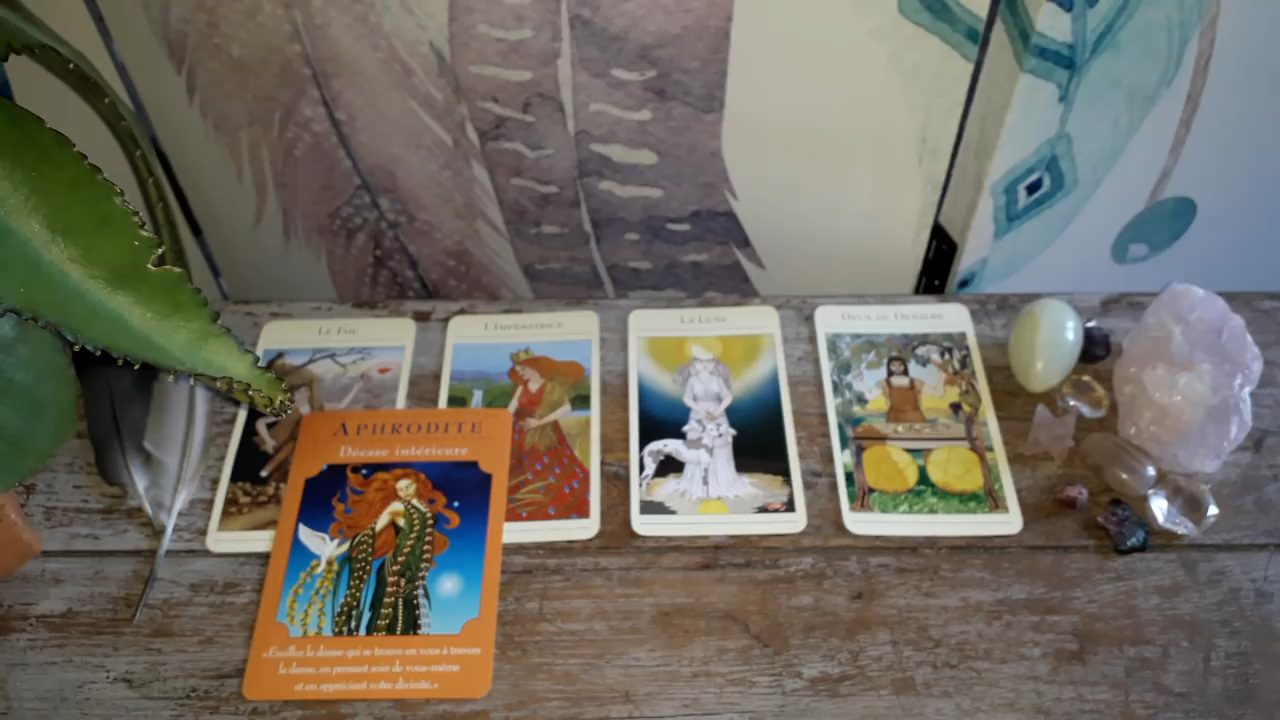 Le Fou
L'Impératrice
La Lune
Deux de Deniers
APHRODITE
Déesse intérieure
« Éveillez la déesse qui se trouve en vous à travers
la danse, en prenant soin de vous-même
et en appréciant votre divinité. »